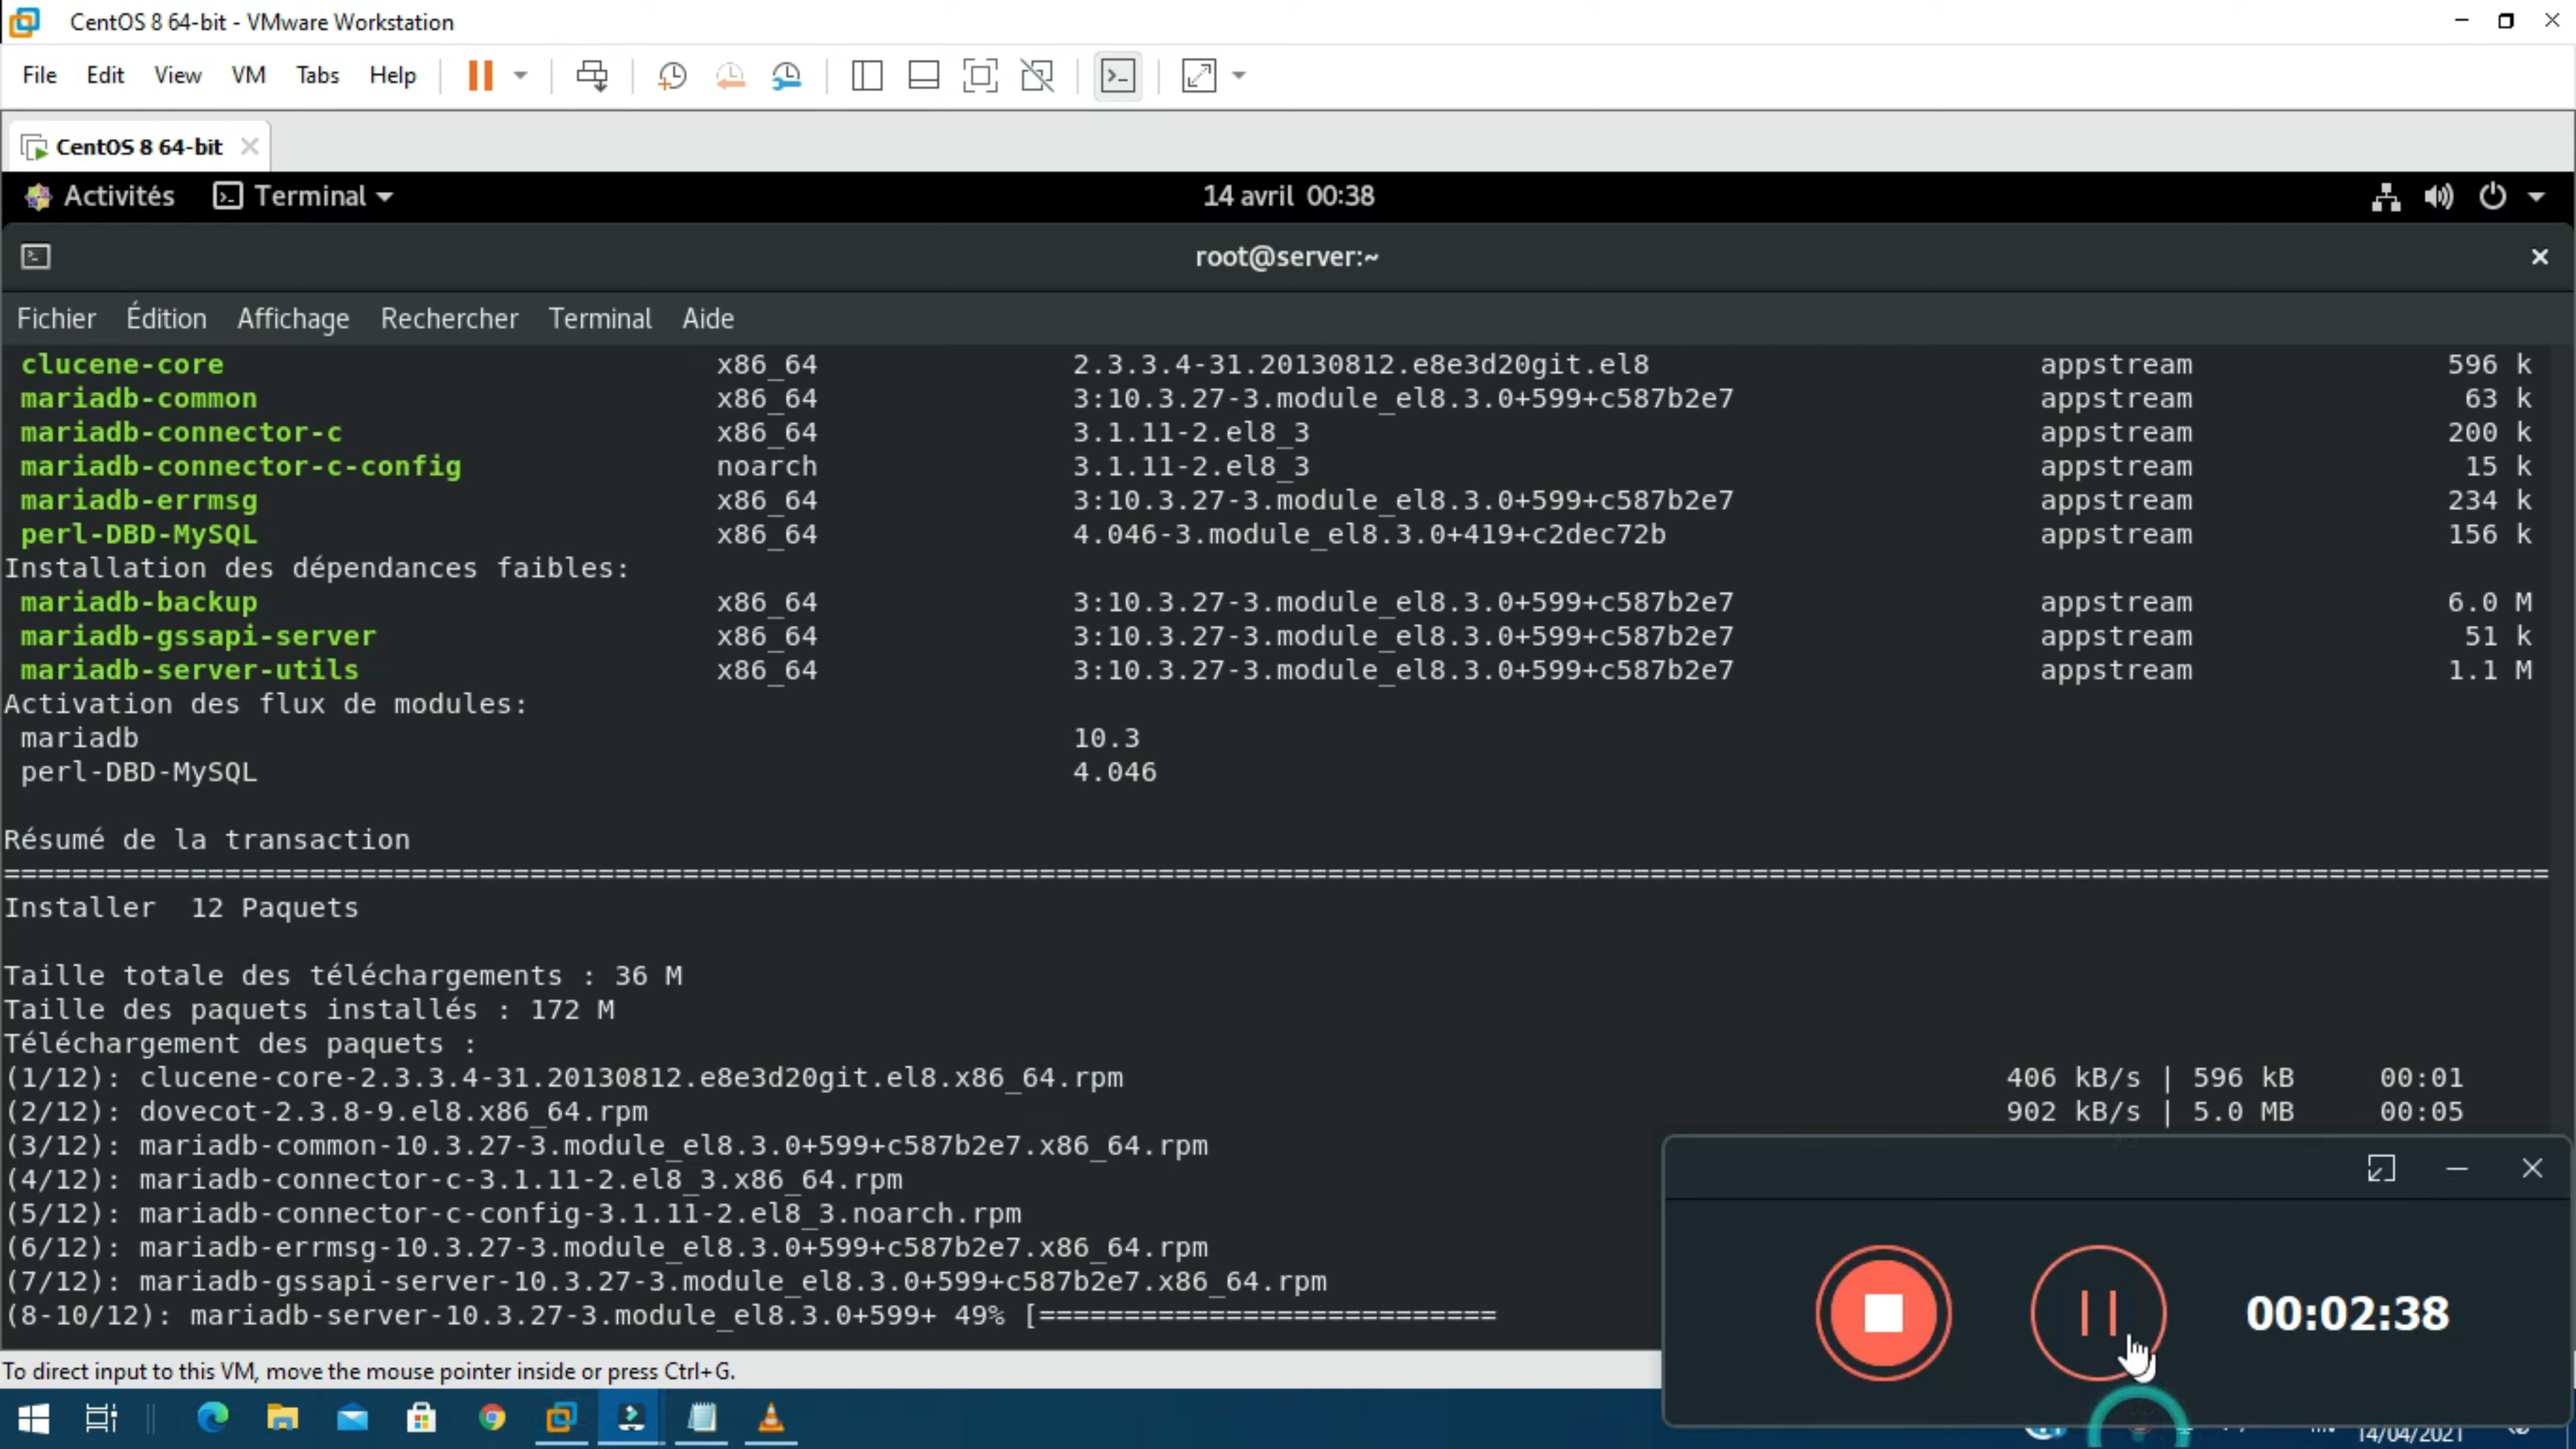 CentOS 8 64-bit - VMware Workstation
File Edit View VM Tabs Help
CentOS 8 64-bit
Activités Terminal 14 avril 00:38
root@server:~
Fichier Édition Affichage Rechercher Terminal Aide
clucene-core x86_64 2.3.3.4-31.20130812.e8e3d20git.el8 appstream 596 k
mariadb-common x86_64 3:10.3.27-3.module_el8.3.0+599+c587b2e7 appstream 63 k
mariadb-connector-c x86_64 3.1.11-2.el8_3 appstream 200 k
mariadb-connector-c-config noarch 3.1.11-2.el8_3 appstream 15 k
mariadb-errmsg x86_64 3:10.3.27-3.module_el8.3.0+599+c587b2e7 appstream 234 k
perl-DBD-MySQL x86_64 4.046-3.module_el8.3.0+419+c2dec72b appstream 156 k
Installation des dépendances faibles:
mariadb-backup x86_64 3:10.3.27-3.module_el8.3.0+599+c587b2e7 appstream 6.0 M
mariadb-gssapi-server x86_64 3:10.3.27-3.module_el8.3.0+599+c587b2e7 appstream 51 k
mariadb-server-utils x86_64 3:10.3.27-3.module_el8.3.0+599+c587b2e7 appstream 1.1 M
Activation des flux de modules:
mariadb 10.3
perl-DBD-MySQL 4.046
Résumé de la transaction
================================================================================
Installer 12 Paquets
Taille totale des téléchargements : 36 M
Taille des paquets installés : 172 M
Téléchargement des paquets :
(1/12): clucene-core-2.3.3.4-31.20130812.e8e3d20git.el8.x86_64.rpm 406 kB/s | 596 kB 00:01
(2/12): dovecot-2.3.8-9.el8.x86_64.rpm 902 kB/s | 5.0 MB 00:05
(3/12): mariadb-common-10.3.27-3.module_el8.3.0+599+c587b2e7.x86_64.rpm
(4/12): mariadb-connector-c-3.1.11-2.el8_3.x86_64.rpm
(5/12): mariadb-connector-c-config-3.1.11-2.el8_3.noarch.rpm
(6/12): mariadb-errmsg-10.3.27-3.module_el8.3.0+599+c587b2e7.x86_64.rpm
(7/12): mariadb-gssapi-server-10.3.27-3.module_el8.3.0+599+c587b2e7.x86_64.rpm
(8-10/12): mariadb-server-10.3.27-3.module_el8.3.0+599+ 49% [===========================
00:02:38
To direct input to this VM, move the mouse pointer inside or press Ctrl+G.
14/04/2021